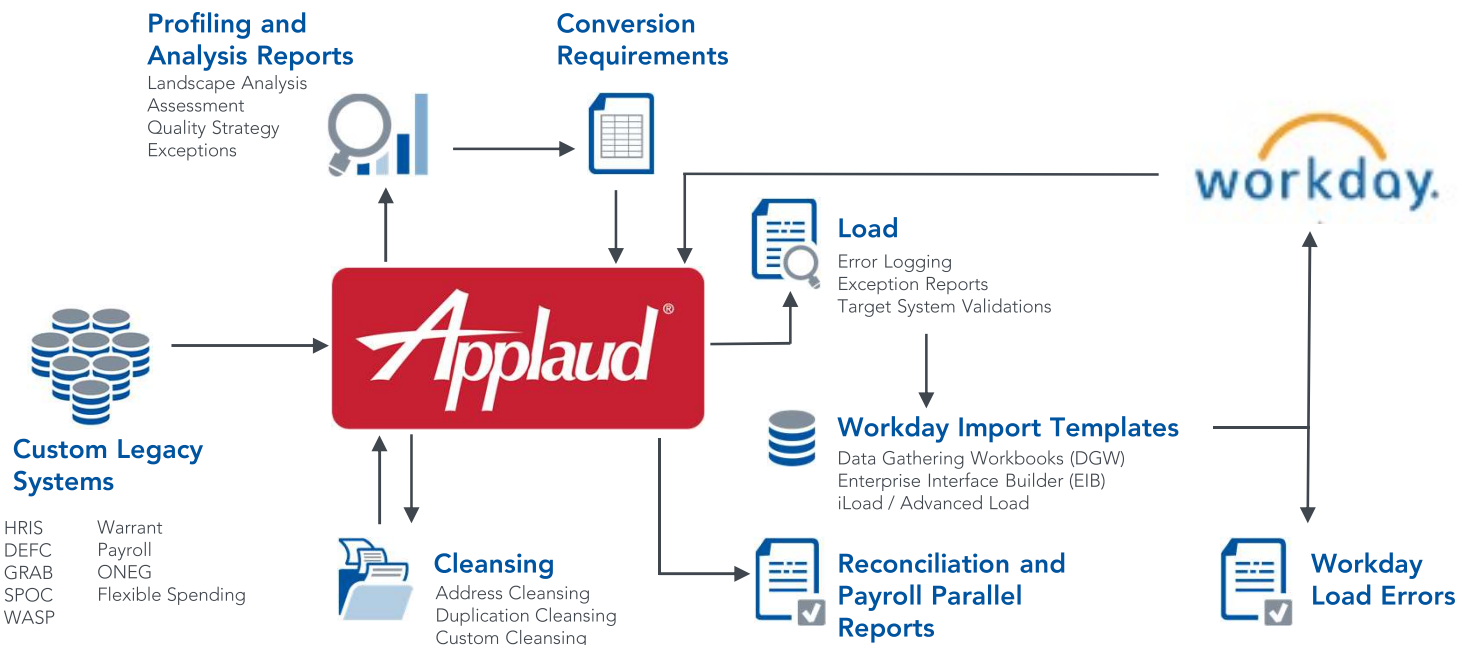 Profiling and
Analysis Reports
Landscape Analysis
Assessment
Quality Strategy
Exceptions
Conversion
Requirements
workday.
Load
Error Logging
Exception Reports
Target System Validations
Applaud®
Custom Legacy
Systems
HRIS
DEFC
GRAB
SPOC
WASP
Warrant
Payroll
ONEG
Flexible Spending
Workday Import Templates
Data Gathering Workbooks (DGW)
Enterprise Interface Builder (EIB)
iLoad / Advanced Load
Cleansing
Address Cleansing
Duplication Cleansing
Custom Cleansing
Reconciliation and
Payroll Parallel
Reports
Workday
Load Errors